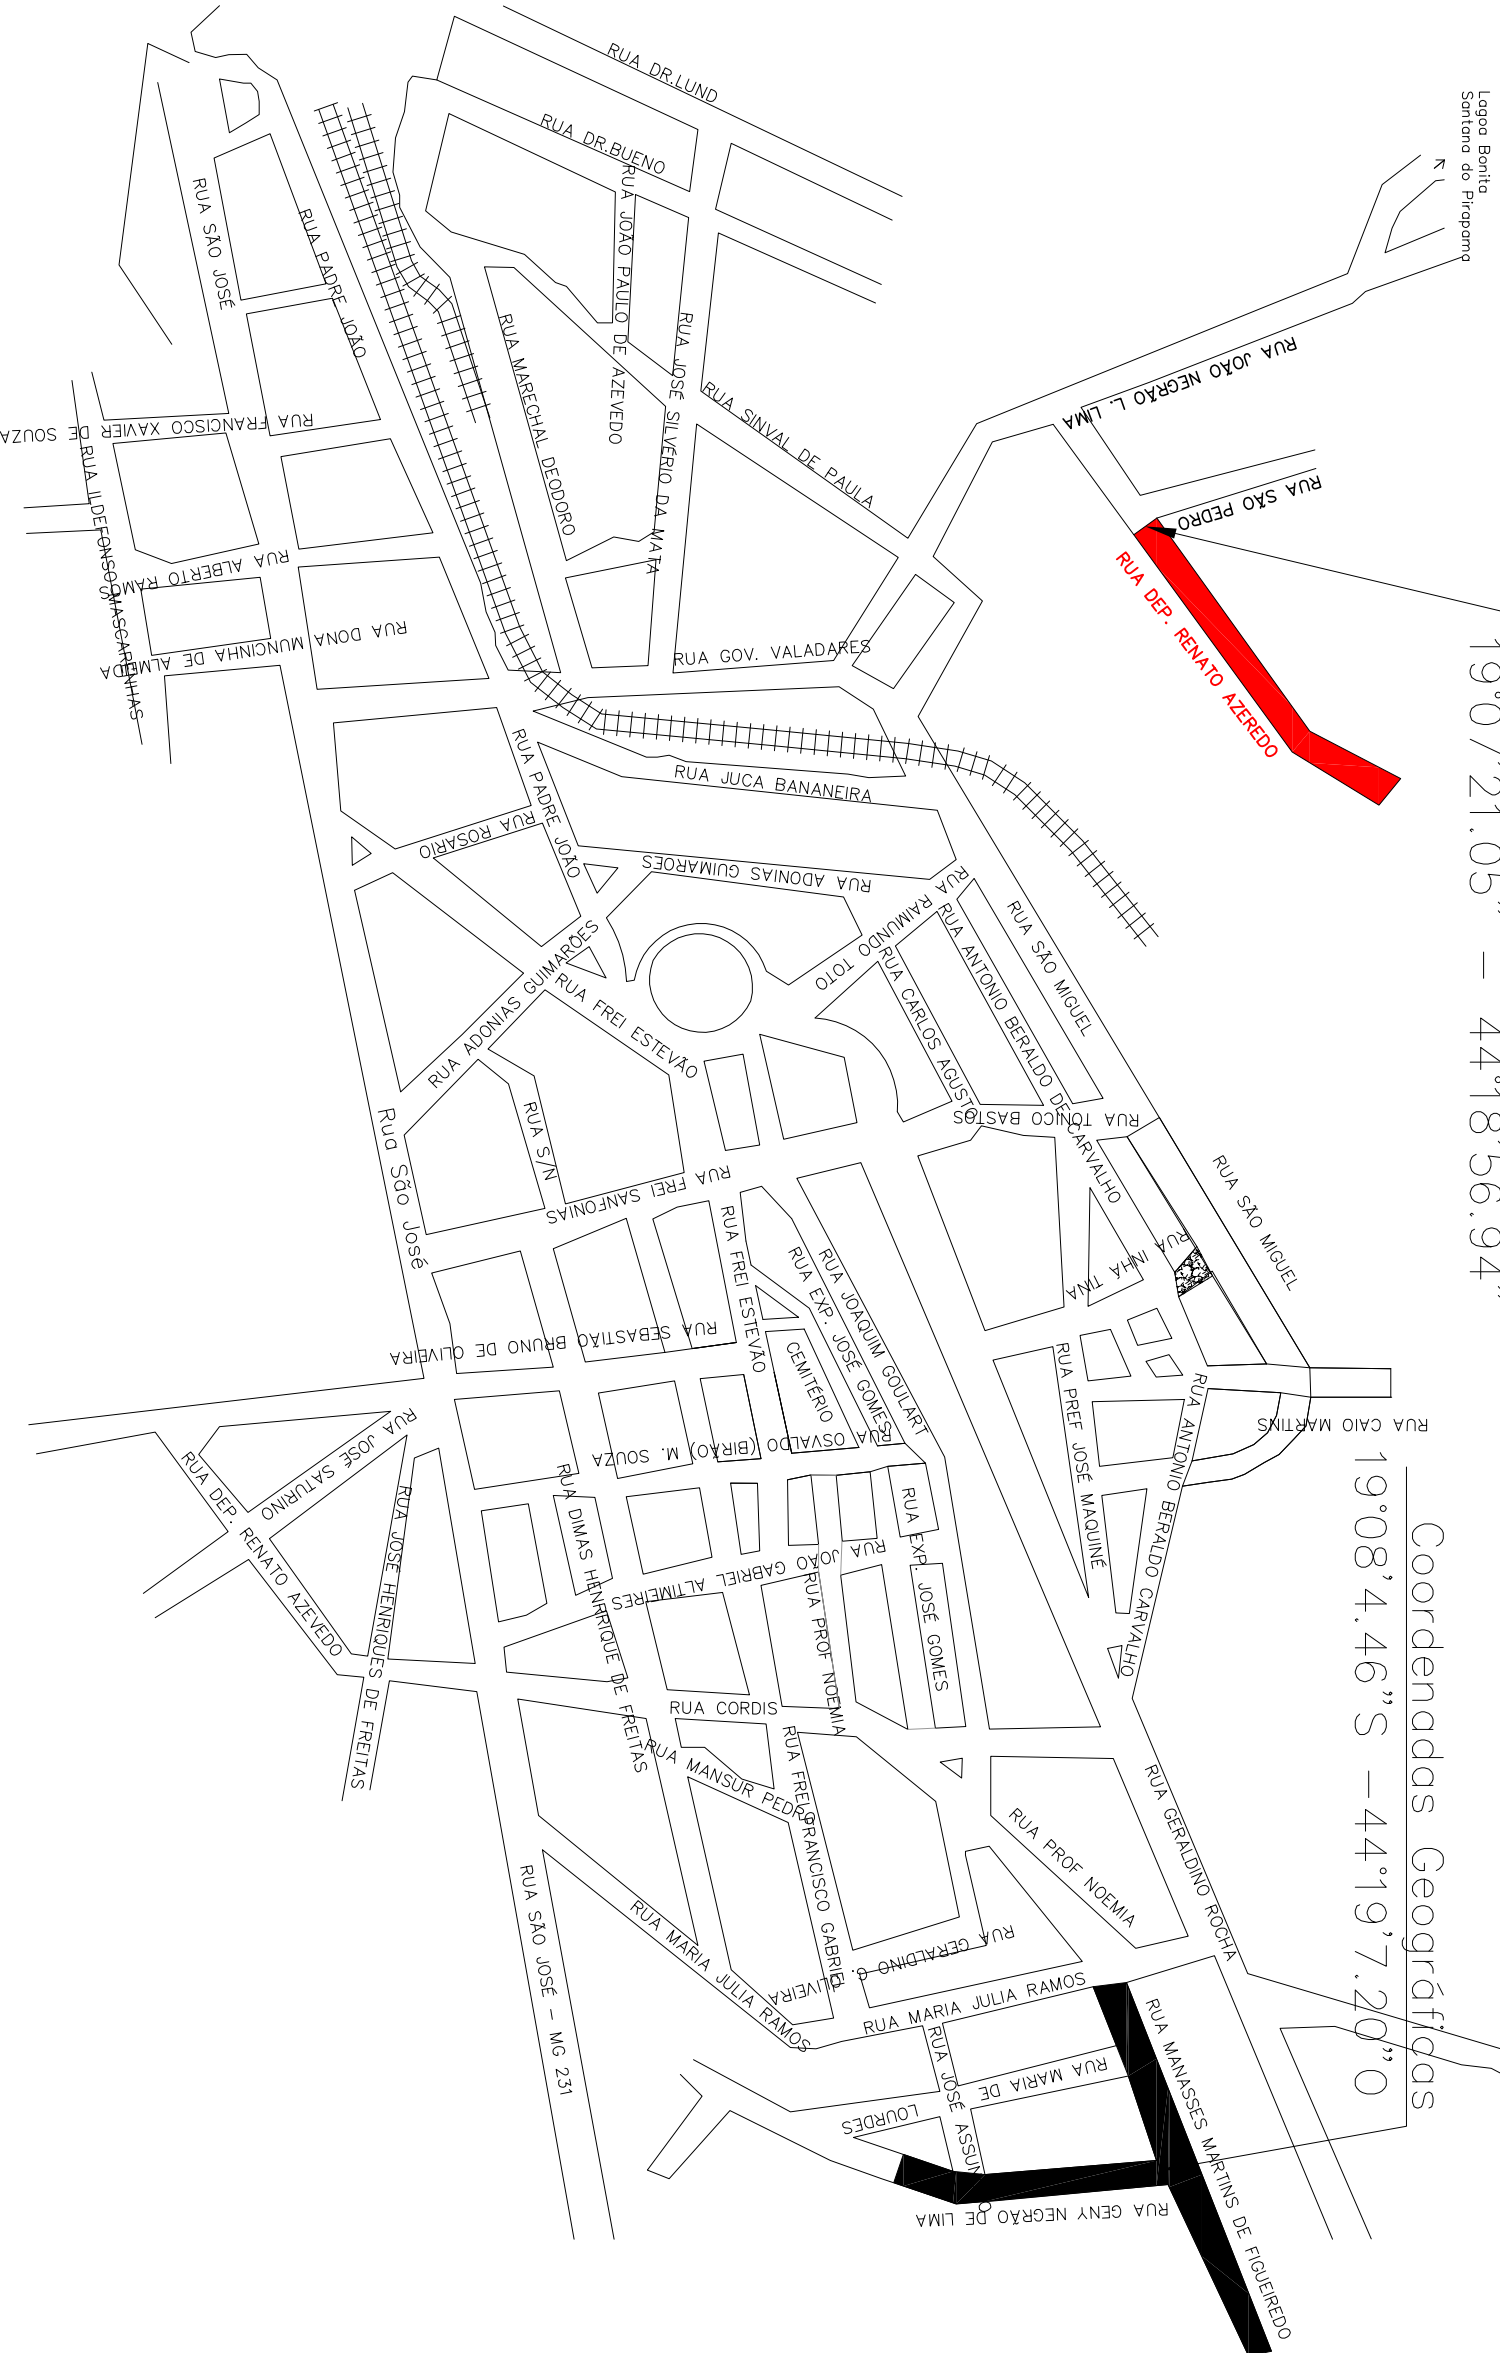 RUA DR.LUND
RUA DR.BUENO
RUA JOÃO PAULO DE AZEVEDO
Lagoa Bonita
Santana do Pirapama
RUA SÃO JOSÉ
RUA PADRE JOÃO
RUA MARECHAL DEODORO
RUA JOSÉ SILVÉRIO DA MATA
RUA SINVAL DE PAULA
RUA JOÃO NEGRÃO L. LIMA
RUA SÃO PEDRO
RUA DEP. RENATO AZEREDO
RUA FRANCISCO XAVIER DE SOUZA
RUA ILDEFONSO MASCARENHAS
RUA ALBERTO RAMOS
RUA DONA MUNCINHA DE ALMEIDA
RUA GOV. VALADARES
19°07'21.05" - 44°18'56.94"
RUA PADRE JOÃO
RUA JUCA BANANEIRA
RUA ROSARIO
RUA ADONIAS GUIMAROES
RUA RAIMUNDO TOTO
RUA ADONIAS GUIMARÕES
RUA FREI ESTEVÃO
RUA CARLOS AGUSTO
RUA ANTONIO BERALDO DE CARVALHO
RUA SÃO MIGUEL
RUA TONICO BASTOS
RUA S/N
Rua São José
RUA FREI SANFONIAS
RUA SÃO MIGUEL
RUA INHÁ TINA
RUA FREI ESTEVÃO
RUA EXP. JOSÉ GOMES
RUA JOAQUIM GOULART
RUA SEBASTIÃO BRUNO DE OLIVEIRA
CEMITÉRIO
RUA PREF JOSÉ MAQUINÉ
RUA ANTONIO BERALDO CARVALHO
RUA CAIO MARTINS
RUA JOSÉ SATURINO
RUA OSVALDO (BIRÃO) M. SOUZA
RUA DEP. RENATO AZEVEDO
RUA JOSÉ HENRIQUES DE FREITAS
RUA DIMAS HENRRIQUE DE FREITAS
RUA JOÃO GABRIEL ALTIMEIRES
RUA PROF NOEMIA
RUA EXP. JOSÉ GOMES
Coordenadas Geográficas
19°08'4.46"S -44°19'7.20"O
RUA CORDIS
RUA MANSUR PEDRO
RUA FREI FRANCISCO GABRIEL
RUA PROF NOEMIA
RUA GERALDINO ROCHA
RUA GERALDINO G. OLIVEIRA
RUA SÃO JOSÉ - MG 231
RUA MARIA JULIA RAMOS
RUA MARIA JULIA RAMOS
RUA JOSÉ ASSUN
RUA MARIA DE LOURDES
RUA MANASSES MARTINS DE FIGUEIREDO
RUA GENY NEGRÃO DE LIMA